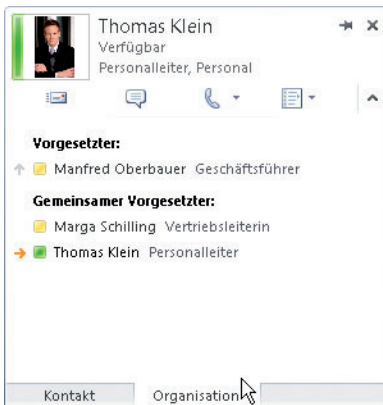 Thomas Klein
Verfügbar
Personalleiter, Personal
Vorgesetzter:
Manfred Oberbauer Geschäftsführer
Gemeinsamer Vorgesetzter:
Marga Schilling Vertriebsleiterin
Thomas Klein Personalleiter
Kontakt Organisation